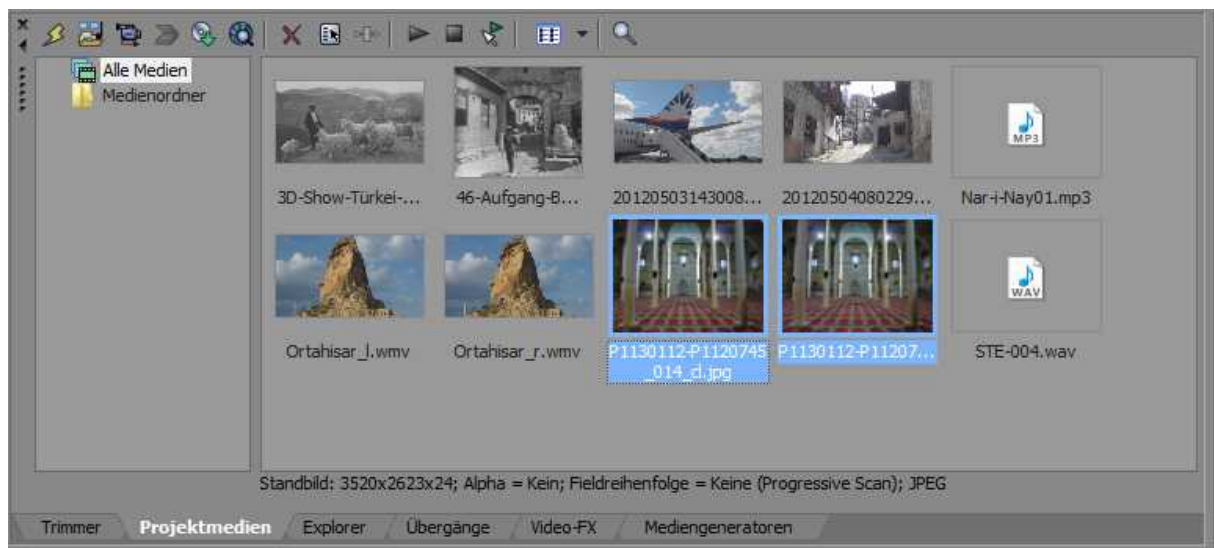 Alle Medien
Medienordner
3D-Show-Türkei-...
46-Aufgang-B...
20120503143008...
20120504080229...
MP3
Nar-i-Nay01.mp3
Ortahisar_l.wmv
Ortahisar_r.wmv
P1130112-P1120745
_014_cl.jpg
P1130112-P11207...
WAV
STE-004.wav
Standbild: 3520x2623x24; Alpha = Kein; Fieldreihenfolge = Keine (Progressive Scan); JPEG
Trimmer
Projektmedien
Explorer
Übergänge
Video-FX
Mediengeneratoren